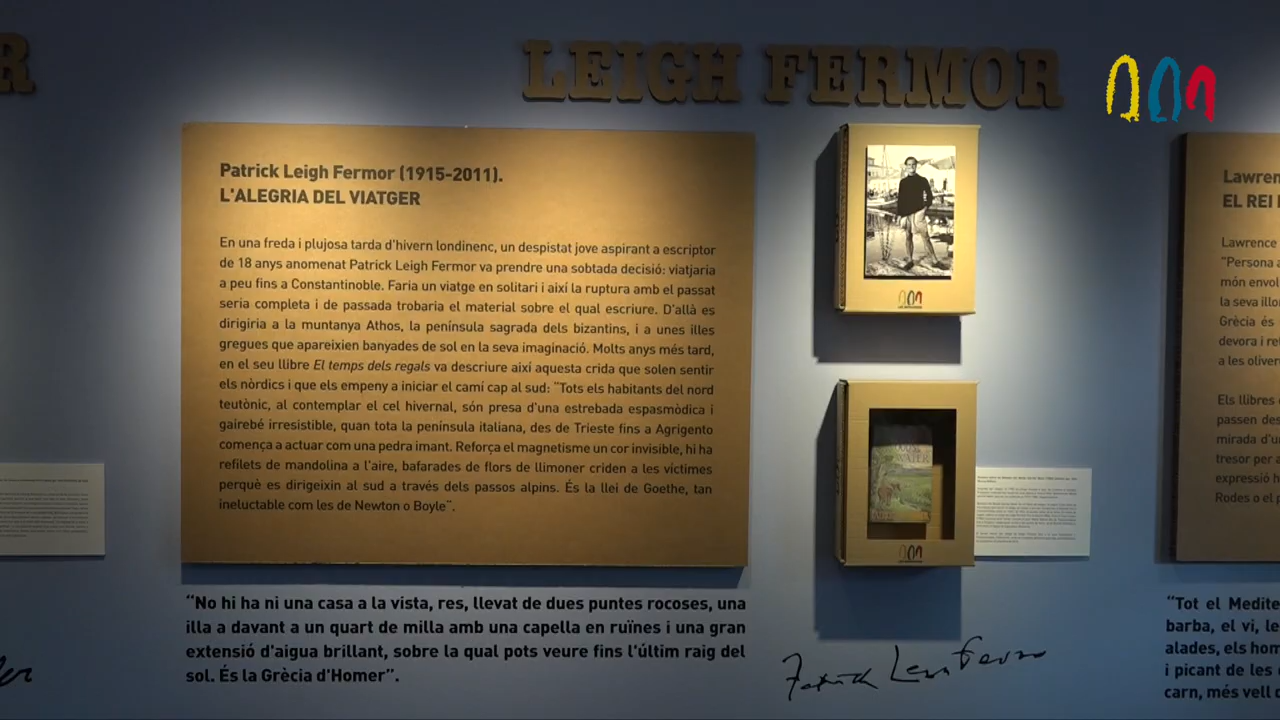 R
LEIGH FERMOR
Patrick Leigh Fermor (1915-2011).
L'ALEGRIA DEL VIATGER
En una freda i plujosa tarda d'hivern londinenc, un despistat jove aspirant a escriptor
de 18 anys anomenat Patrick Leigh Fermor va prendre una sobtada decisió: viatjaria
a peu fins a Constantinoble. Faria un viatge en solitari i així la ruptura amb el passat
seria completa i de passada trobaria el material sobre el qual escriure. D'allà es
dirigiria a la muntanya Athos, la península sagrada dels bizantins, i a unes illes
gregues que apareixien banyades de sol en la seva imaginació. Molts anys més tard,
en el seu llibre El temps dels regals va descriure així aquesta crida que solen sentir
els nòrdics i que els empeny a iniciar el camí cap al sud: "Tots els habitants del nord
teutònic, al contemplar el cel hivernal, són presa d'una estrebada espasmòdica i
gairebé irresistible, quan tota la península italiana, des de Trieste fins a Agrigento
comença a actuar com una pedra imant. Reforça el magnetisme un cor invisible, hi ha
refilets de mandolina a l'aire, bafarades de flors de llimoner criden a les víctimes
perquè es dirigeixin al sud a través dels passos alpins. És la llei de Goethe, tan
ineluctable com les de Newton o Boyle".
"No hi ha ni una casa a la vista, res, llevat de dues puntes rocoses, una
illa a davant a un quart de milla amb una capella en ruïnes i una gran
extensió d'aigua brillant, sobre la qual pots veure fins l'últim raig del
sol. És la Grècia d'Homer".
WATER
Patrick Leigh Fermor
Lawren
EL REI
Lawrence
"Persona a
món envol
la seva illo
Grècia és
devora i re
a les oliver
Els llibres
passen des
mirada d'u
tresor per a
expressió h
Rodes o el p
"Tot el Medite
barba, el vi, le
alades, els hom
i picant de les
carn, més vell